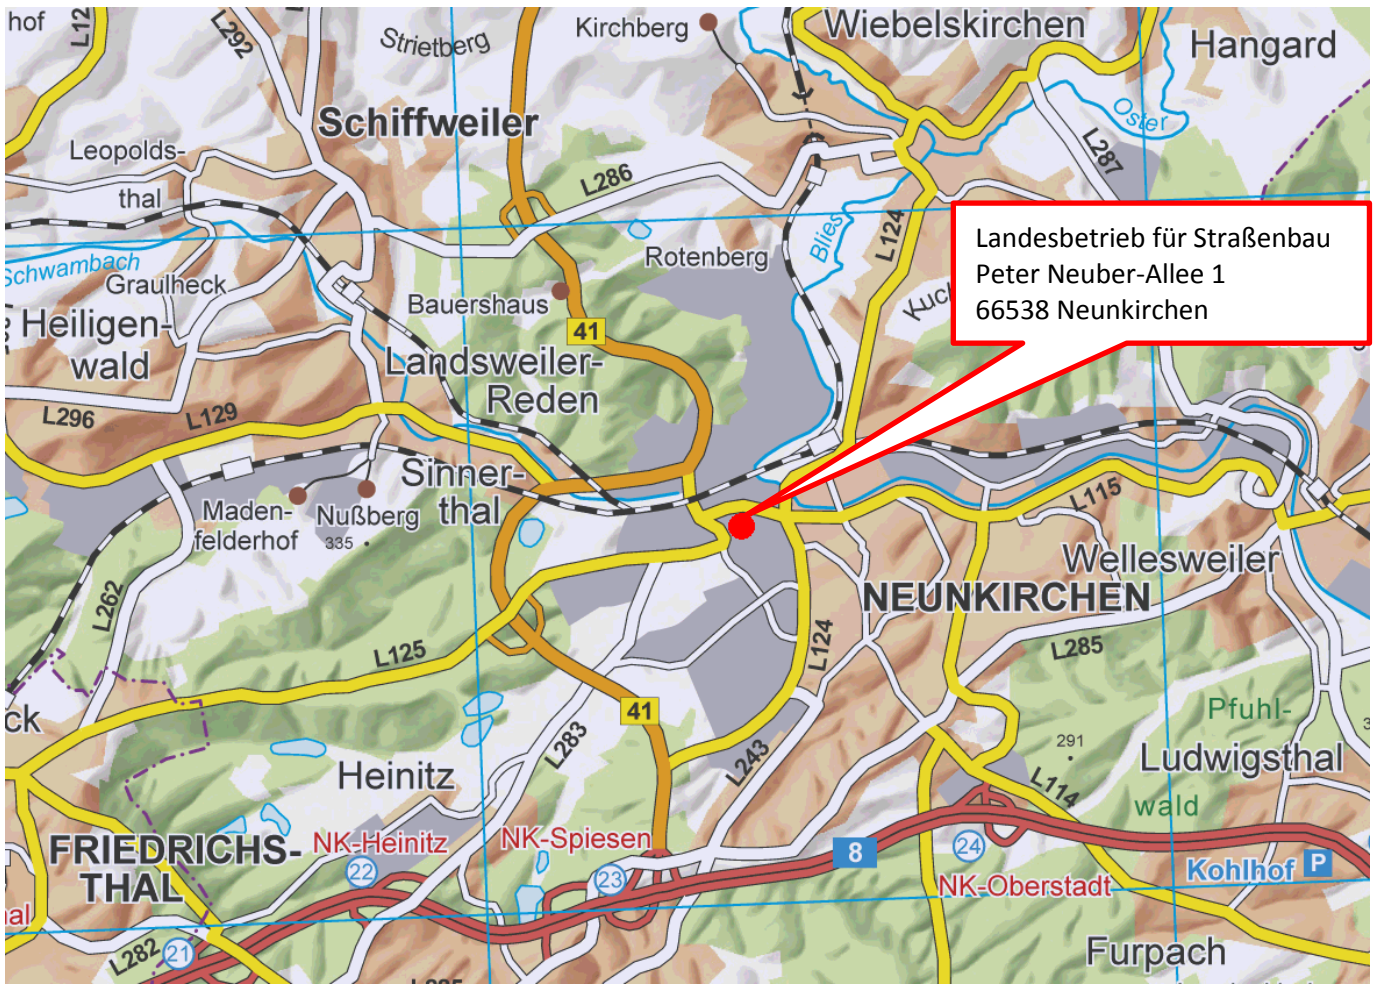 hof
L12
L292
Strietberg
Kirchberg
Wiebelskirchen
Hangard
Schiffweiler
Oster
Leopolds-
thal
L286
L287
Schwambach
Graulheck
Rotenberg
Blies
L124
Landesbetrieb für Straßenbau
Peter Neuber-Allee 1
66538 Neunkirchen
Bauershaus
Heiligen-
wald
41
Landsweiler-
Reden
L296
L129
Sinner-
thal
Maden-
felderhof
Nußberg
335
L115
Wellesweiler
NEUNKIRCHEN
L262
L125
L124
L285
ck
41
Pfuhl-
wald
L283
L243
291
Ludwigsthal
Heinitz
L114
FRIEDRICHS-
THAL
NK-Heinitz
22
NK-Spiesen
23
8
24
NK-Oberstadt
Kohlhof P
L282
21
Furpach